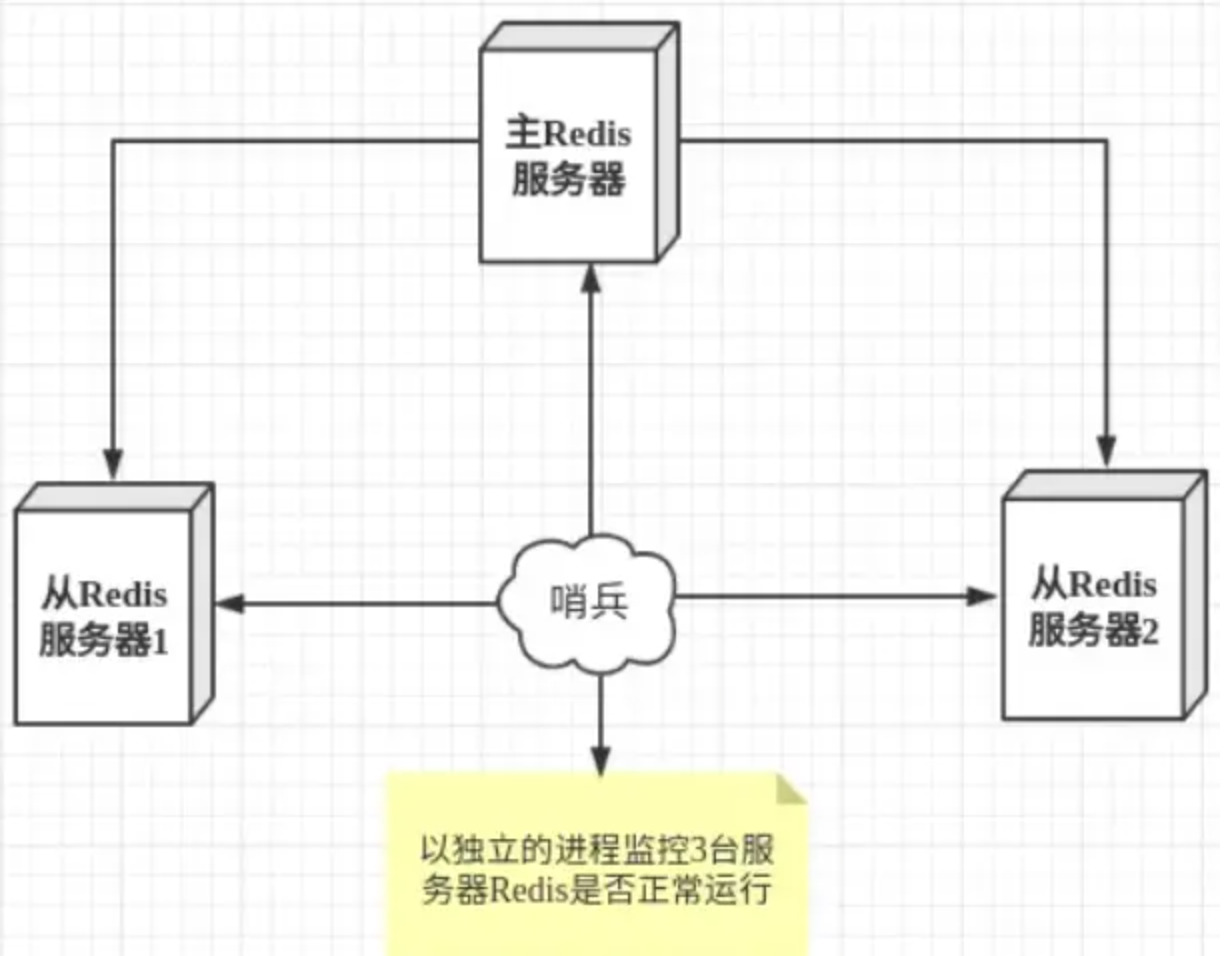 主Redis
服务器
从Redis
服务器1
哨兵
从Redis
服务器2
以独立的进程监控3台服
务器Redis是否正常运行